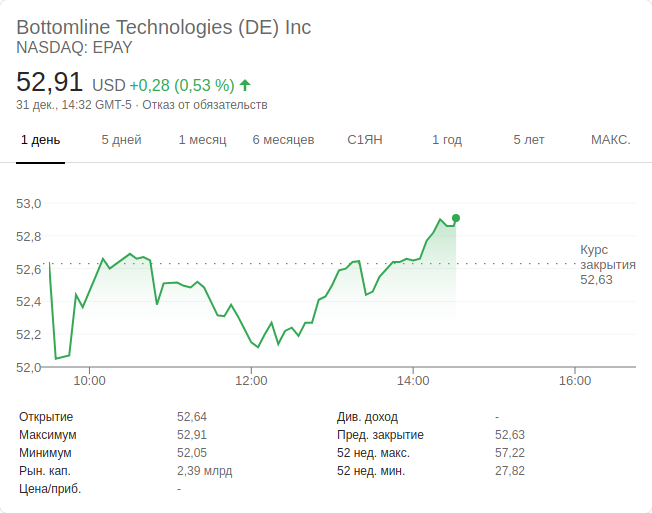 Bottomline Technologies (DE) Inc
NASDAQ: EPAY
52,91 USD +0,28 (0,53 %)
31 дек., 14:32 GMT-5 · Отказ от обязательств
1 день 5 дней 1 месяц 6 месяцев С1ЯН 1 год 5 лет МАКС.
53,0
52,8
52,6
52,4
52,2
52,0
Курс
закрытия
52,63
10:00 12:00 14:00 16:00
Открытие 52,64 Див. доход -
Максимум 52,91 Пред. закрытие 52,63
Минимум 52,05 52 нед. макс. 57,22
Рын. кап. 2,39 млрд 52 нед. мин. 27,82
Цена/приб. -